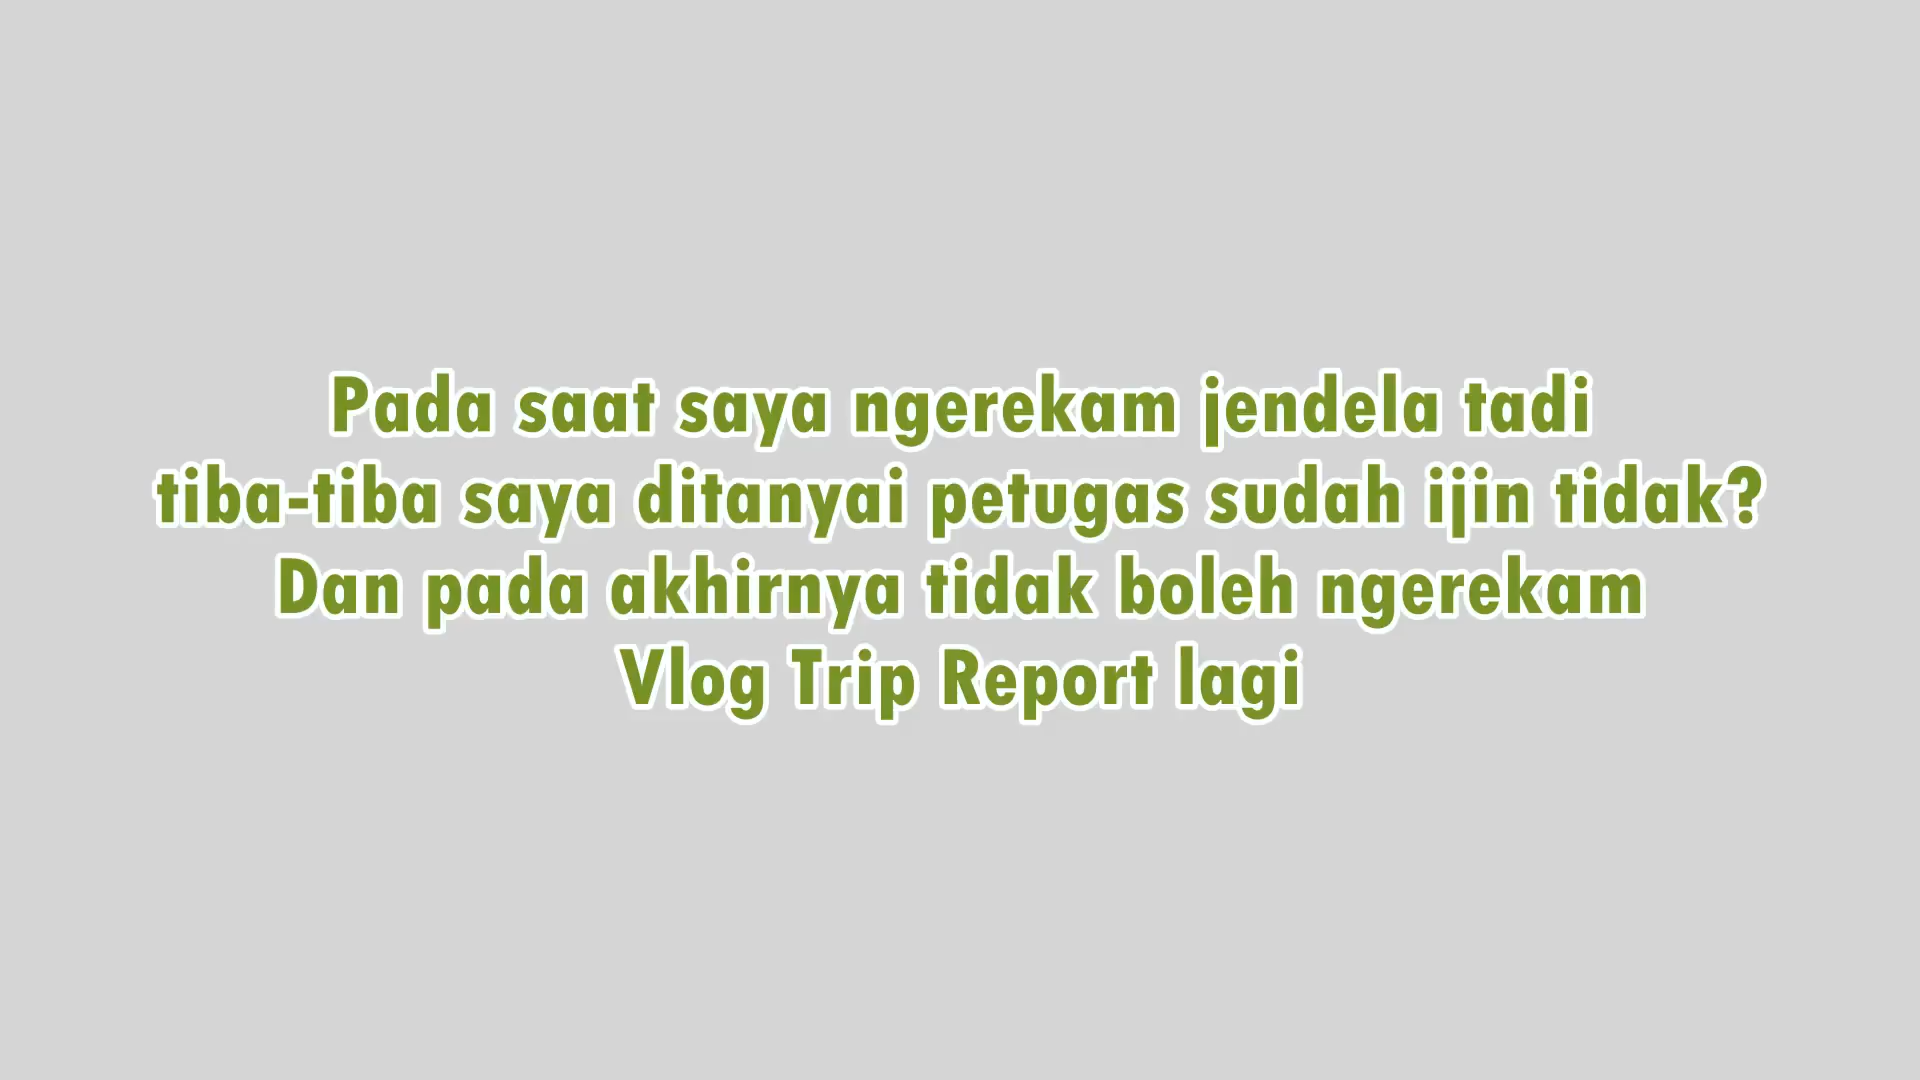 Pada saat saya ngerekam jendela tadi
tiba-tiba saya ditanyai petugas sudah ijin tidak?
Dan pada akhirnya tidak boleh ngerekam
Vlog Trip Report lagi